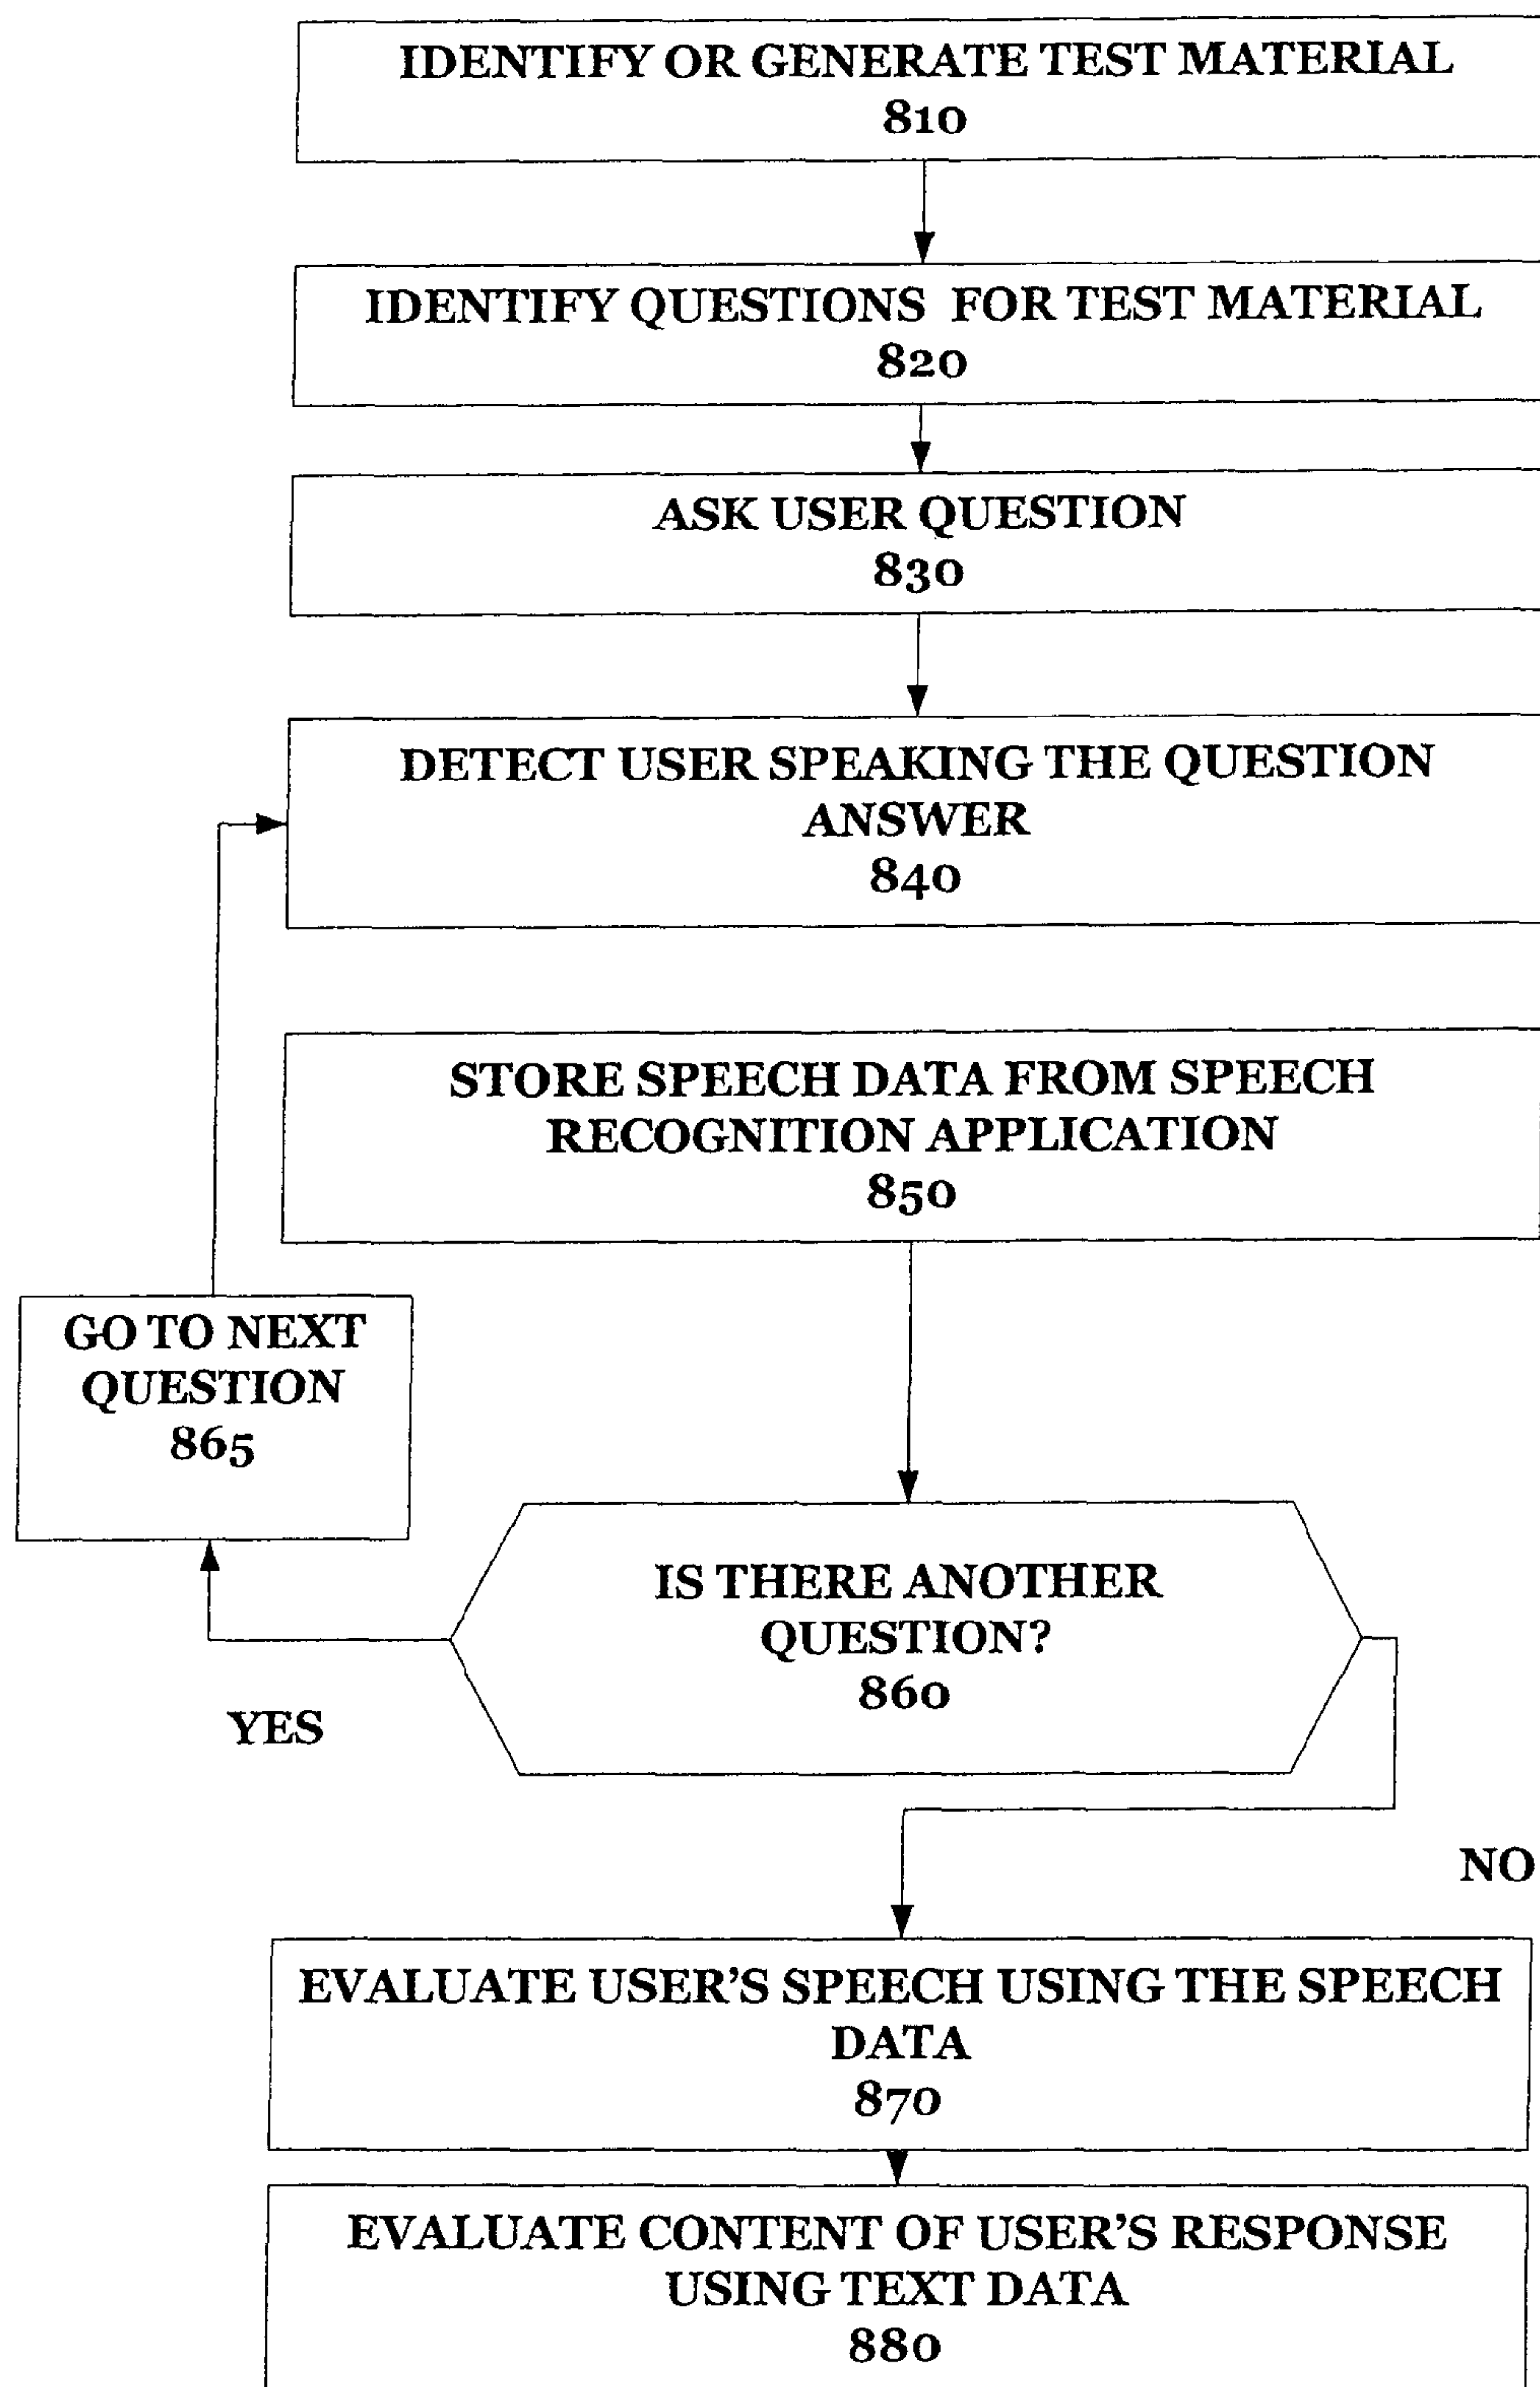 IDENTIFY OR GENERATE TEST MATERIAL
810
IDENTIFY QUESTIONS FOR TEST MATERIAL
820
ASK USER QUESTION
830
DETECT USER SPEAKING THE QUESTION
ANSWER
840
STORE SPEECH DATA FROM SPEECH
RECOGNITION APPLICATION
850
GO TO NEXT
QUESTION
865
IS THERE ANOTHER
QUESTION?
860
YES
NO
EVALUATE USER'S SPEECH USING THE SPEECH
DATA
870
EVALUATE CONTENT OF USER'S RESPONSE
USING TEXT DATA
880